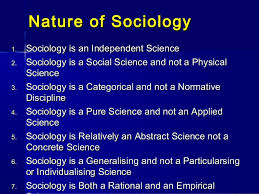 Nature of Sociology
1. Sociology is an Independent Science
2. Sociology is a Social Science and not a Physical
Science
3. Sociology is a Categorical and not a Normative
Discipline
4. Sociology is a Pure Science and not an Applied
Science
5. Sociology is Relatively an Abstract Science not a
Concrete Science
6. Sociology is a Generalising and not a Particularsing
or Individualising Science
7. Sociology is Both a Rational and an Empirical